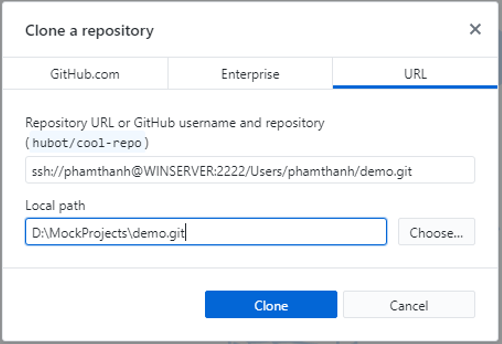 Clone a repository
GitHub.com Enterprise URL
Repository URL or GitHub username and repository
(hubot/cool-repo)
ssh://phamthanh@WINSERVER:2222/Users/phamthanh/demo.git
Local path
D:\MockProjects\demo.git Choose...
Clone Cancel